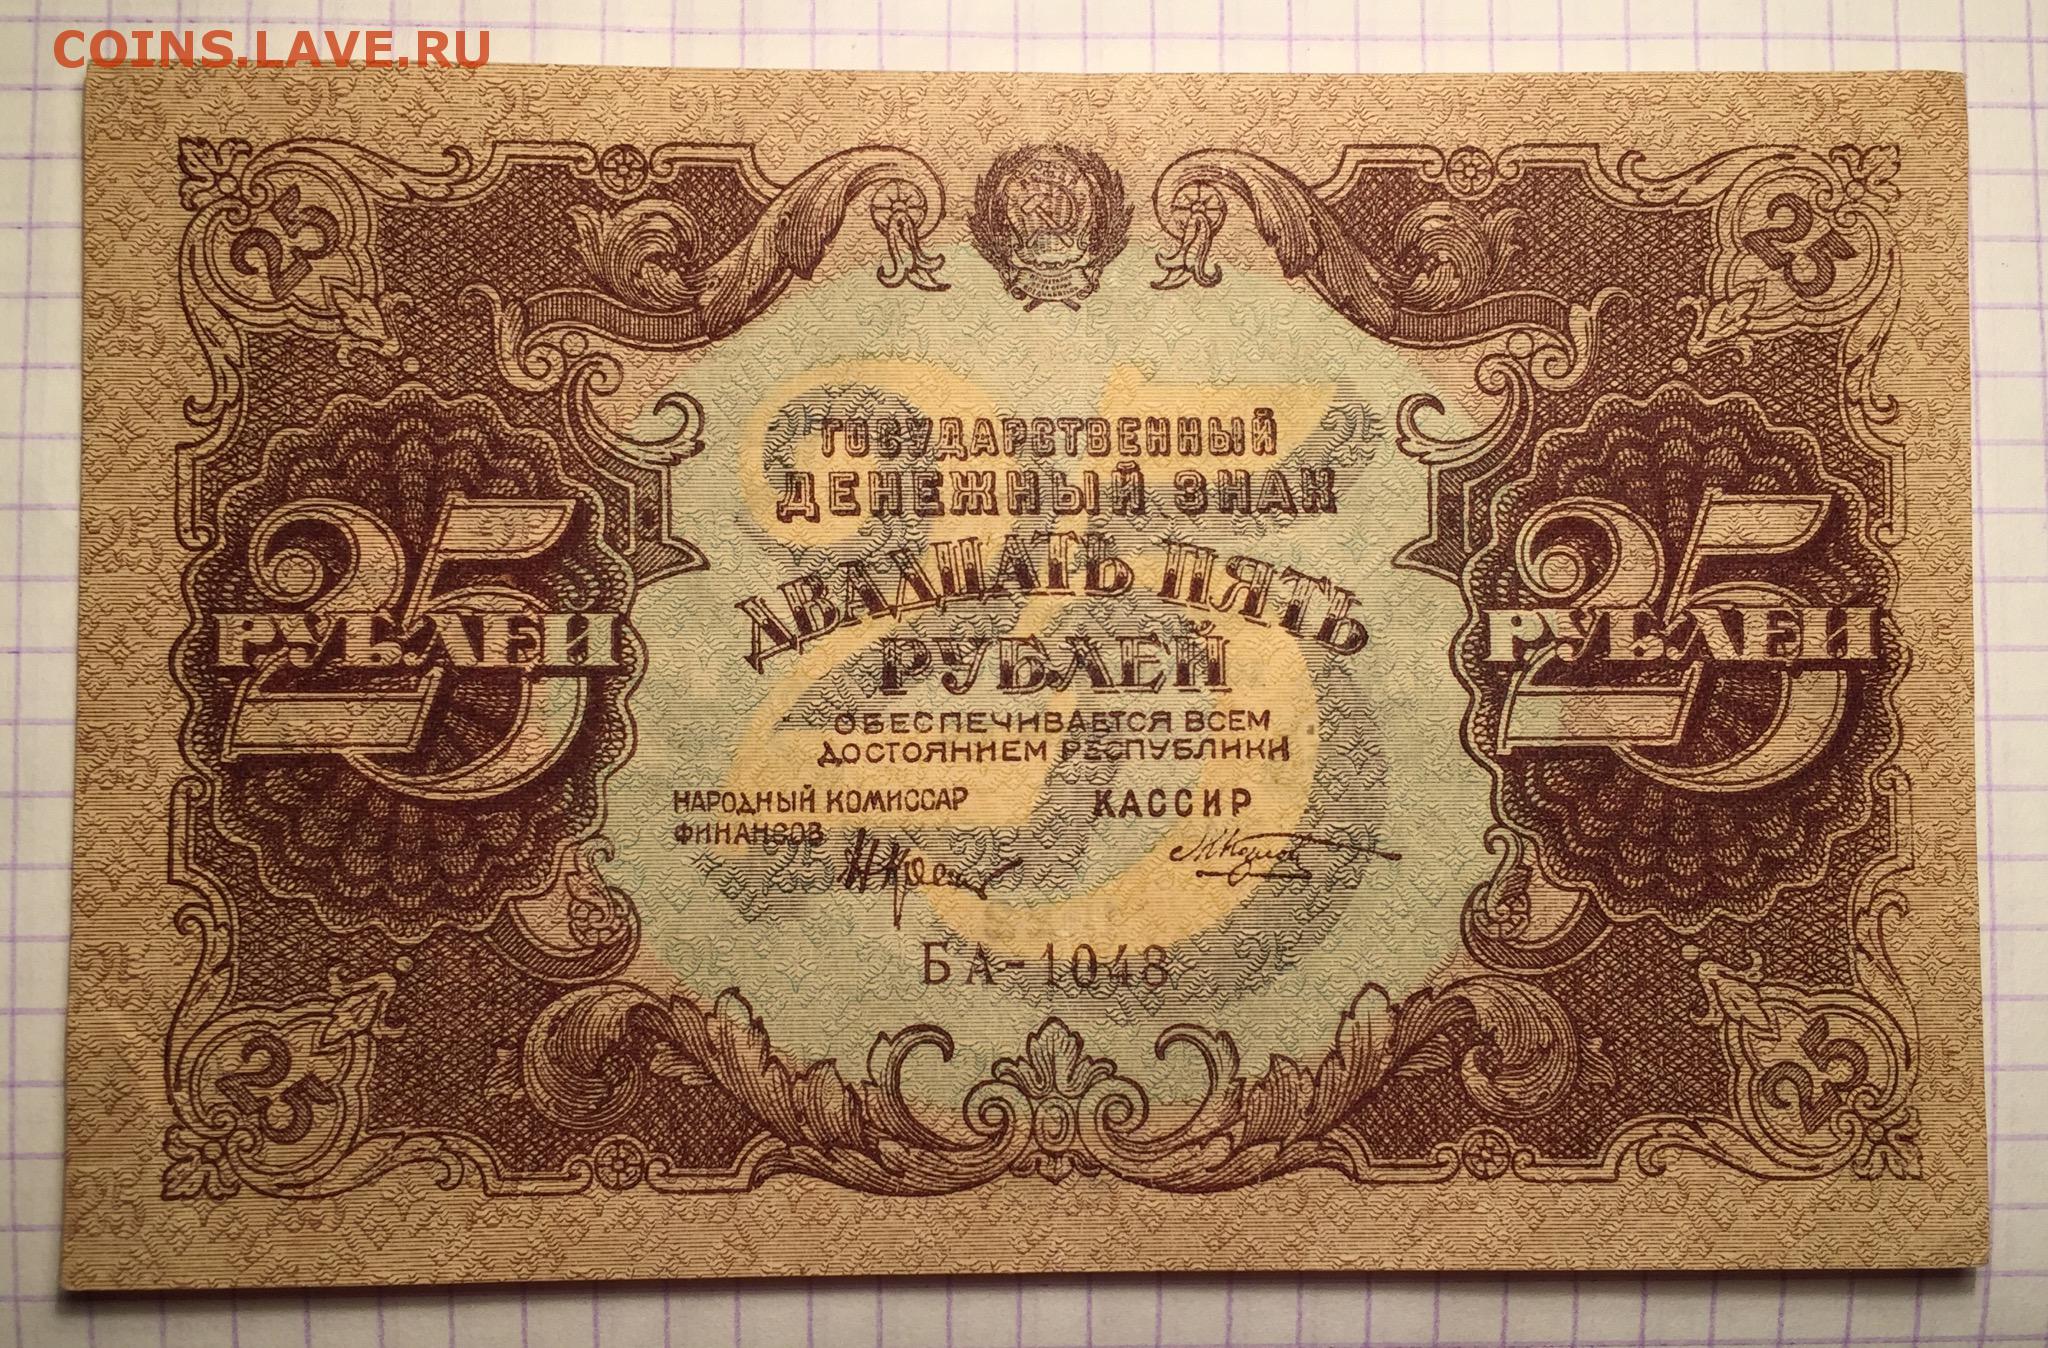 COINS.LAVE.RU
25
25
ГОСУДАРСТВЕННЫЙ
ДЕНЕЖНЫЙ ЗНАК
25
РУБЛЕЙ
ДВАДЦАТЬ ПЯТЬ
РУБЛЕЙ
25
РУБЛЕЙ
ОБЕСПЕЧИВАЕТСЯ ВСЕМ
ДОСТОЯНИЕМ РЕСПУБЛИКИ
НАРОДНЫЙ КОМИССАР
ФИНАНСОВ
КАССИР
БА-1048
25
25